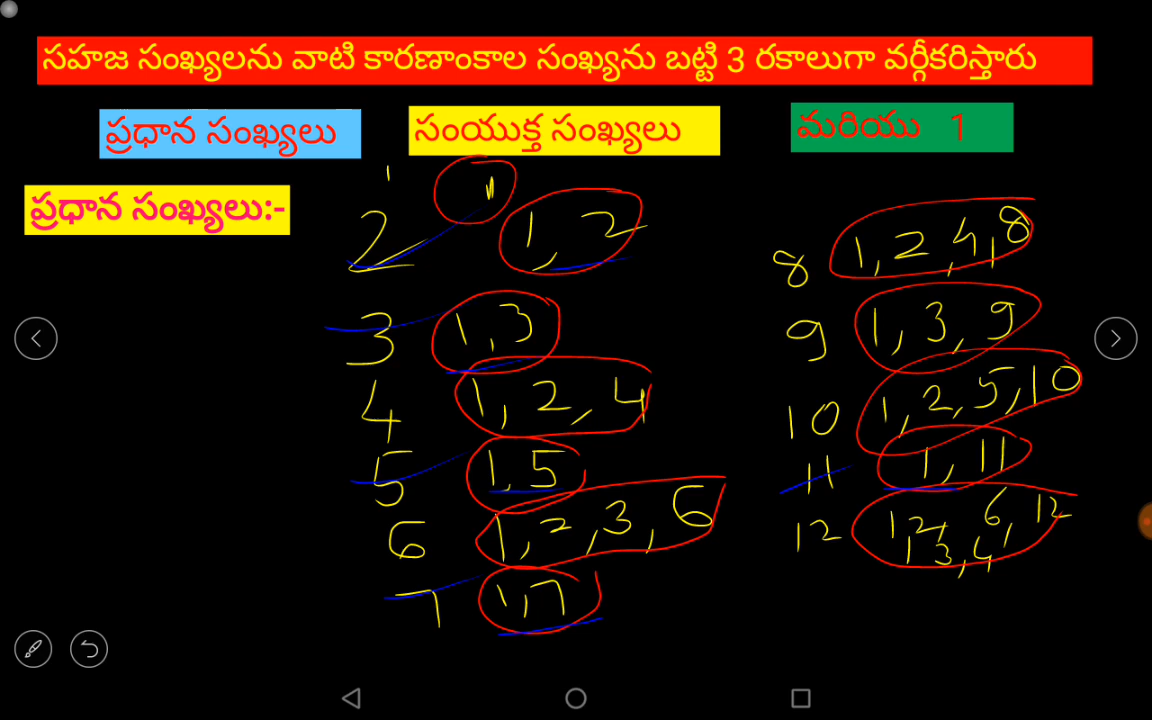 సహజ సంఖ్యలను వాటి కారణాంకాల సంఖ్యను బట్టి 3 రకాలుగా వర్గీకరిస్తారు
ప్రధాన సంఖ్యలు సంయుక్త సంఖ్యలు మరియు 1
ప్రధాన సంఖ్యలు:-
1 1
2 1, 2
3 1, 3
4 1, 2, 4
5 1, 5
6 1, 2, 3, 6
7 1, 7
8 1, 2, 4, 8
9 1, 3, 9
10 1, 2, 5, 10
11 1, 11
12 1, 2, 6, 12
3, 4